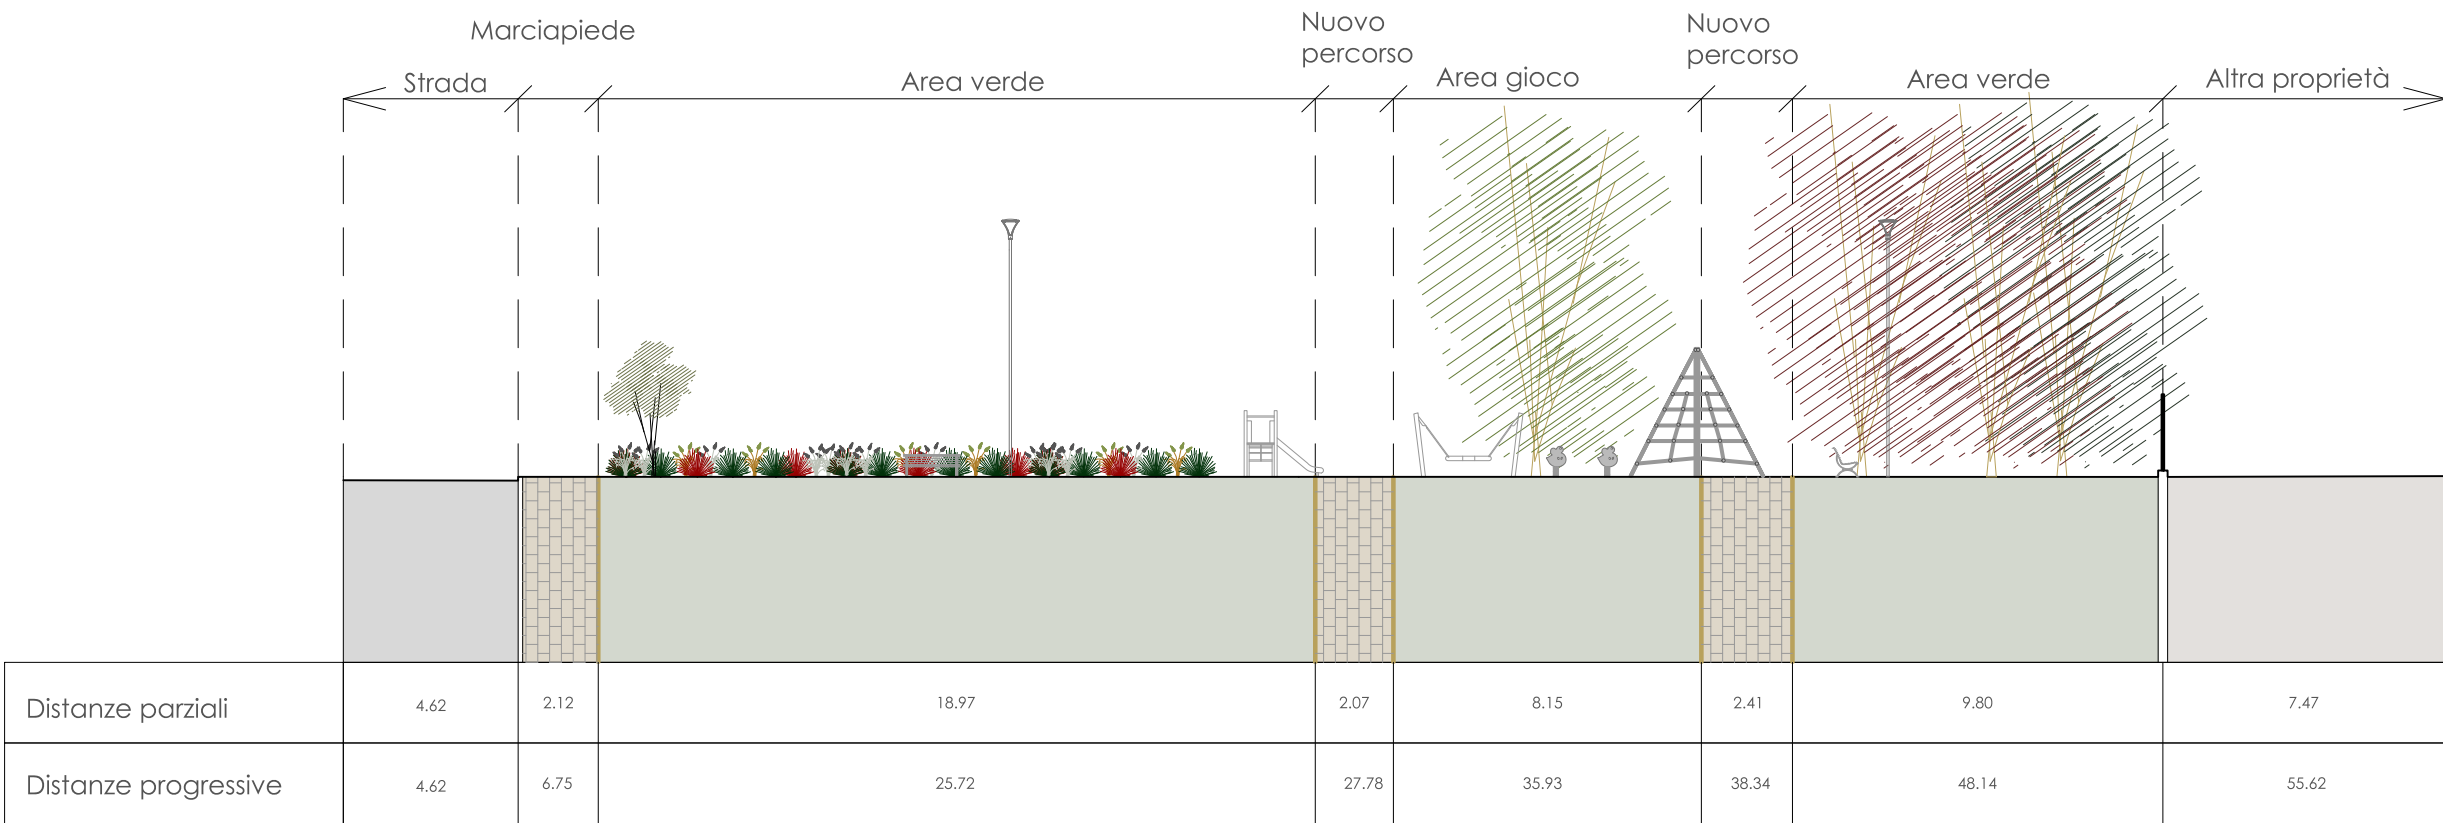 Marciapiede
Nuovo
percorso
Nuovo
percorso
Strada
Area verde
Area gioco
Area verde
Altra proprietà
Distanze parziali 4.62 2.12 18.97 2.07 8.15 2.41 9.80 7.47
Distanze progressive 4.62 6.75 25.72 27.78 35.93 38.34 48.14 55.62